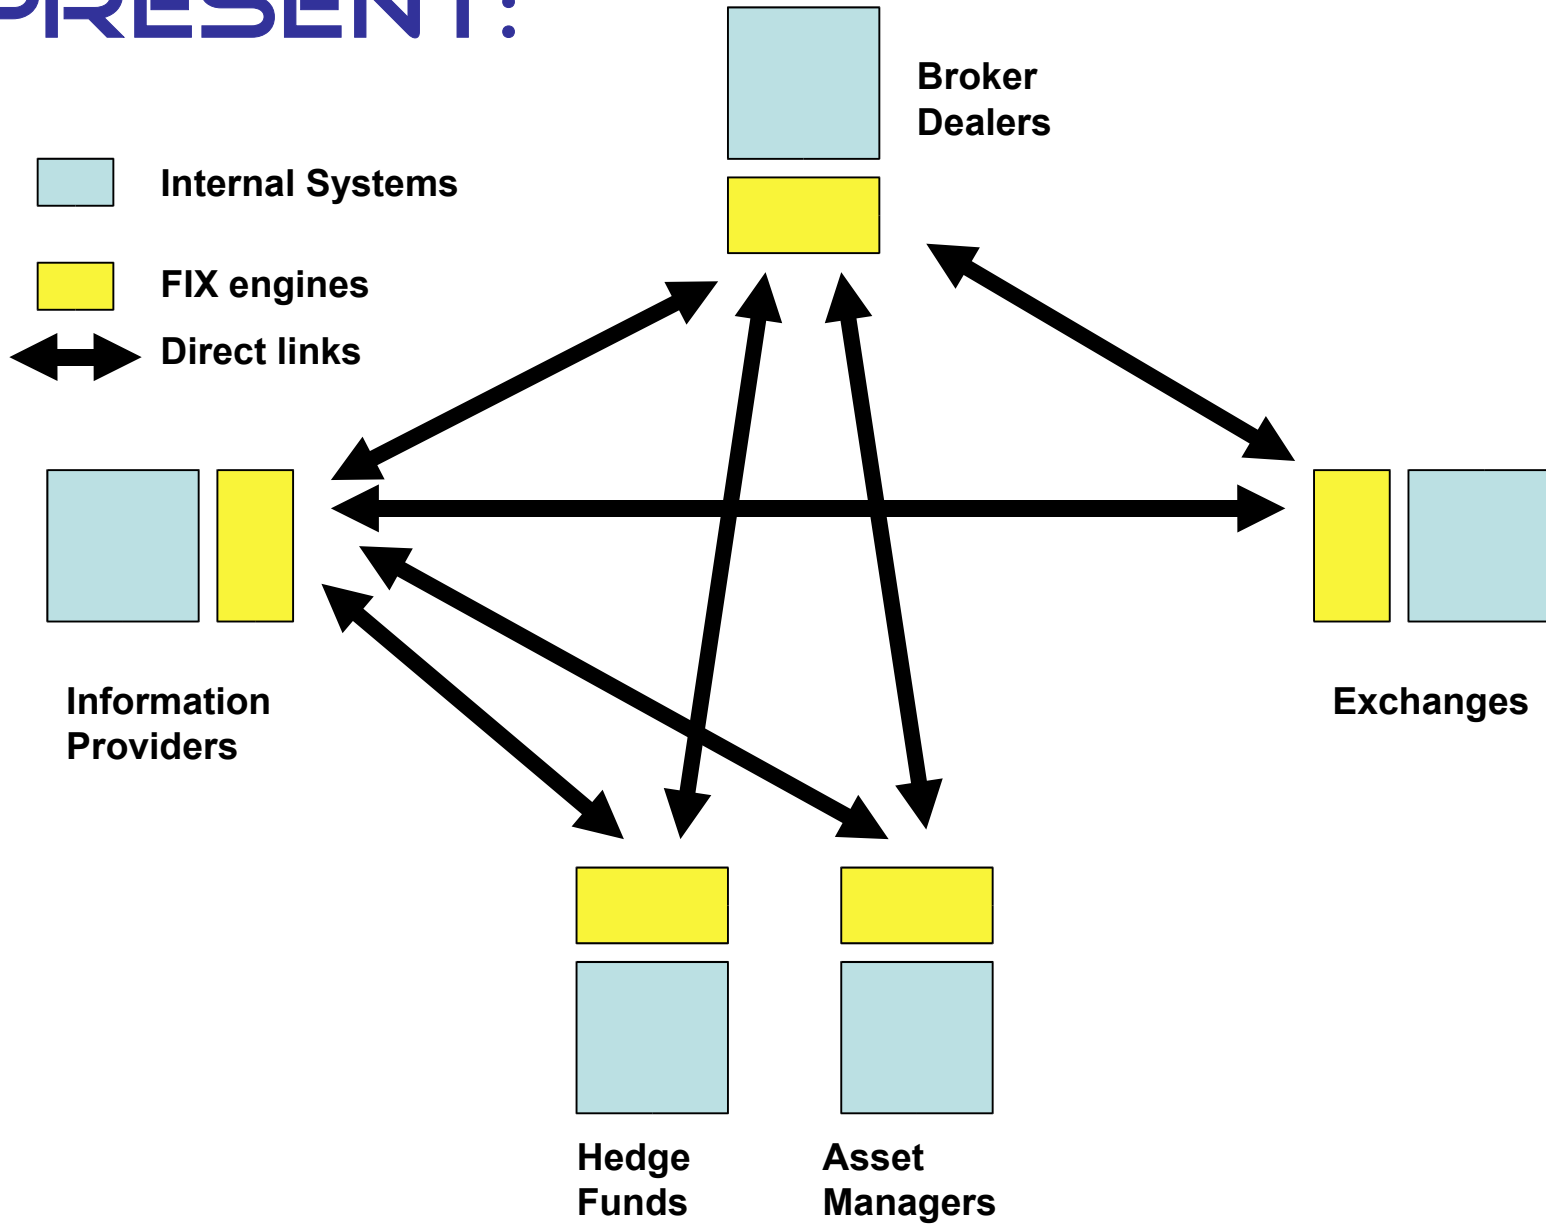 PRESENT:
Broker
Dealers
Internal Systems
FIX engines
Direct links
Information
Providers
Exchanges
Hedge
Funds
Asset
Managers